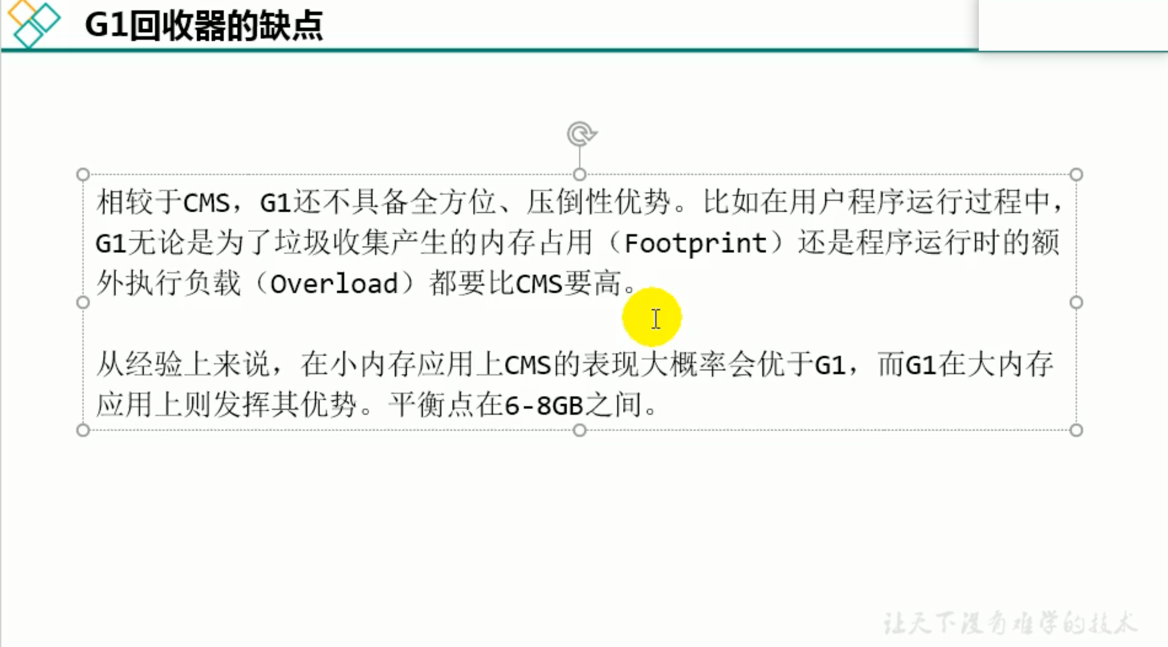 G1回收器的缺点
相较于CMS，G1还不具备全方位、压倒性优势。比如在用户程序运行过程中，
G1无论是为了垃圾收集产生的内存占用（Footprint）还是程序运行时的额
外执行负载（Overload）都要比CMS要高。
从经验上来说，在小内存应用上CMS的表现大概率会优于G1，而G1在大内存
应用上则发挥其优势。平衡点在6-8GB之间。
让天下没有难学的技术